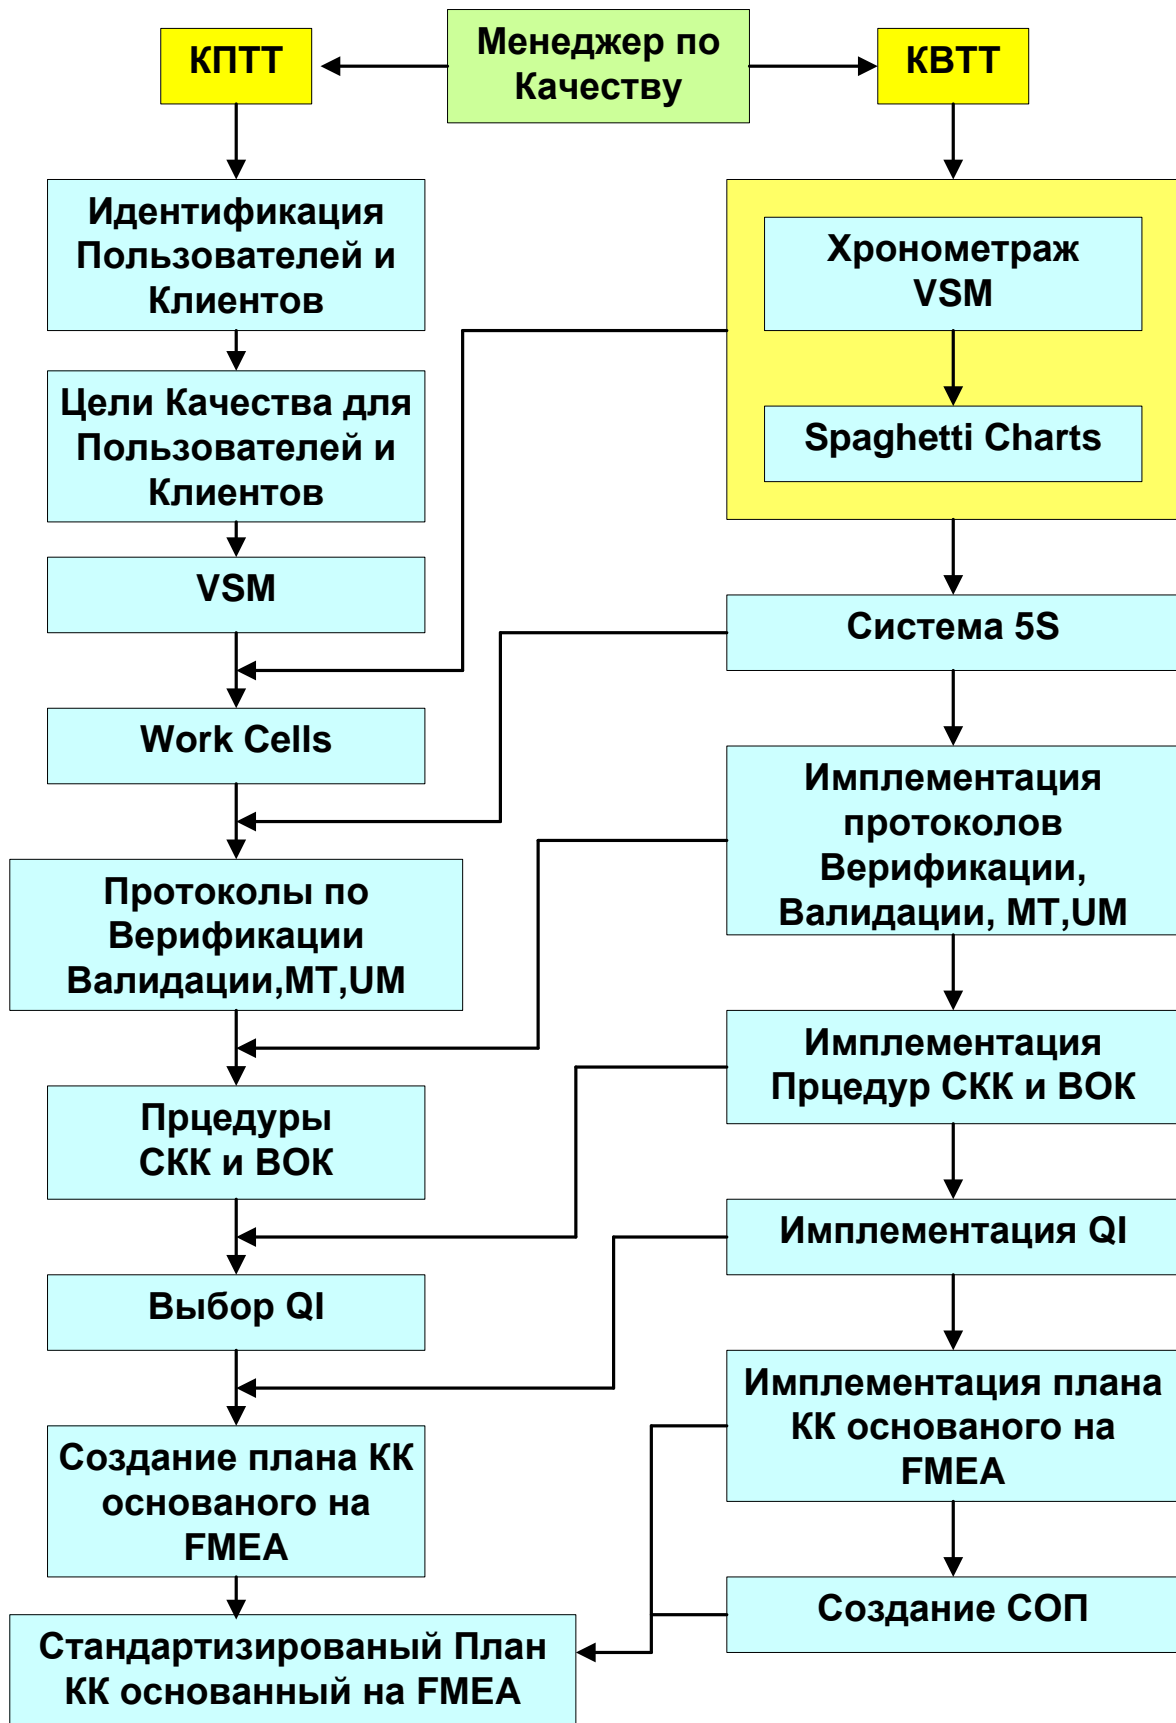 КПТТ
Менеджер по
Качеству
КВТТ
Идентификация
Пользователей и
Клиентов
Цели Качества для
Пользователей и
Клиентов
VSM
Work Cells
Протоколы по
Верификации
Валидации,МТ,UM
Прцедуры
СКК и ВОК
Выбор QI
Создание плана КК
основаного на
FMEA
Стандартизированый План
КК основанный на FMEA
Хронометраж
VSM
Spaghetti Charts
Система 5S
Имплементация
протоколов
Верификации,
Валидации, МТ,UM
Имплементация
Прцедур СКК и ВОК
Имплементация QI
Имплементация плана
КК основаного на
FMEA
Создание СОП